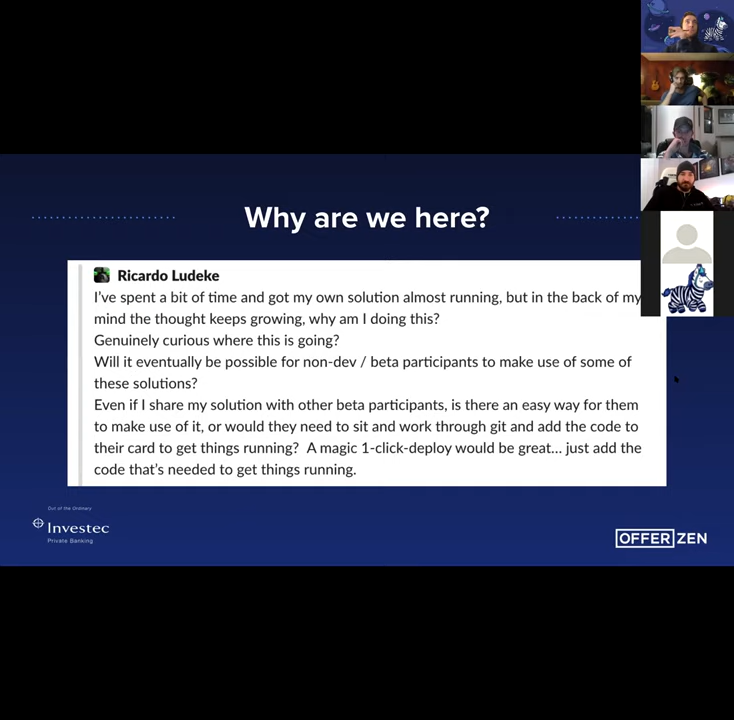 Why are we here?
Ricardo Ludeke
I've spent a bit of time and got my own solution almost running, but in the back of my
mind the thought keeps growing, why am I doing this?
Genuinely curious where this is going?
Will it eventually be possible for non-dev / beta participants to make use of some of
these solutions?
Even if I share my solution with other beta participants, is there an easy way for them
to make use of it, or would they need to sit and work through git and add the code to
their card to get things running?  A magic 1-click-deploy would be great... just add the
code that's needed to get things running.
Out of the Ordinary
Investec
Private Banking
OFFERZEN